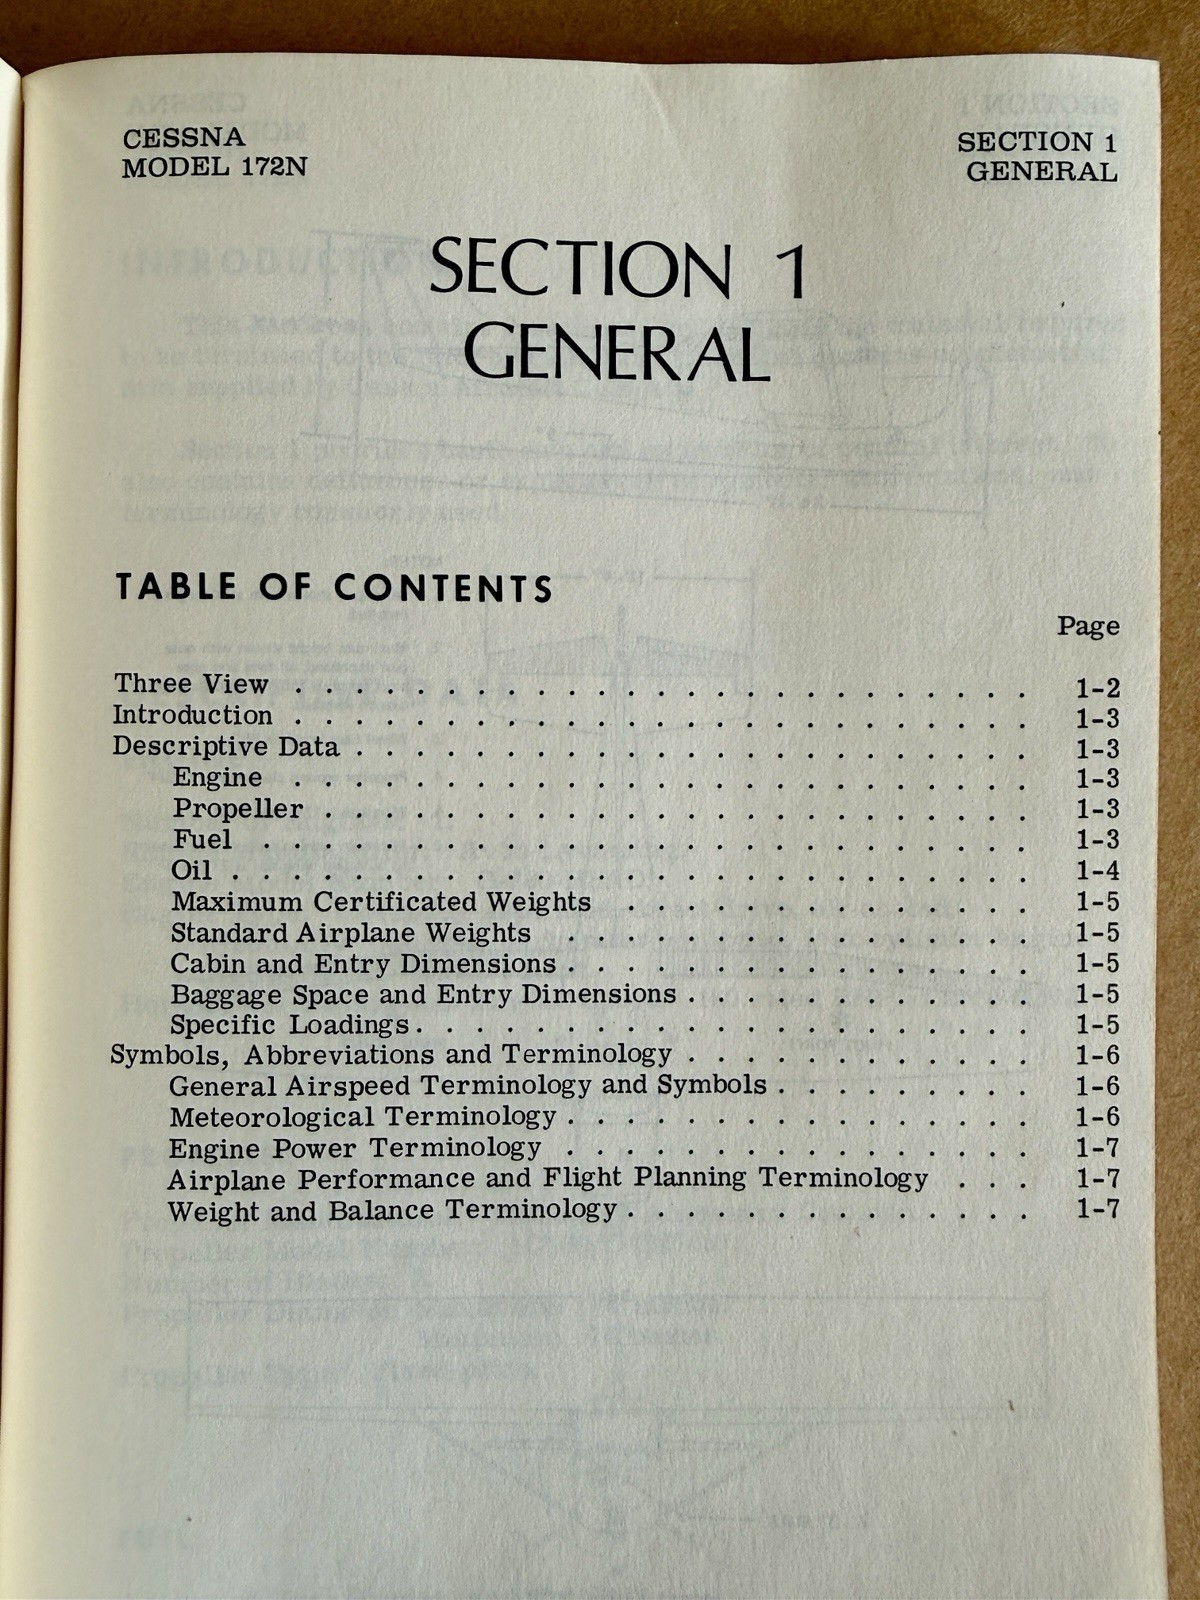 CESSNA
MODEL 172N
SECTION 1
GENERAL
SECTION 1
GENERAL
TABLE OF CONTENTS
Page
Three View . . . . . . . . . . . . . . . . . . . . . . . . 1-2
Introduction . . . . . . . . . . . . . . . . . . . . . . . . 1-3
Descriptive Data . . . . . . . . . . . . . . . . . . . . . . 1-3
Engine . . . . . . . . . . . . . . . . . . . . . . . . 1-3
Propeller . . . . . . . . . . . . . . . . . . . . . . . 1-3
Fuel . . . . . . . . . . . . . . . . . . . . . . . . . 1-3
Oil . . . . . . . . . . . . . . . . . . . . . . . . . . 1-4
Maximum Certificated Weights . . . . . . . . . . . . . 1-5
Standard Airplane Weights . . . . . . . . . . . . . . . 1-5
Cabin and Entry Dimensions . . . . . . . . . . . . . . . 1-5
Baggage Space and Entry Dimensions . . . . . . . . . . . 1-5
Specific Loadings . . . . . . . . . . . . . . . . . . . . 1-5
Symbols, Abbreviations and Terminology . . . . . . . . . . . 1-6
General Airspeed Terminology and Symbols . . . . . . . . 1-6
Meteorological Terminology . . . . . . . . . . . . . . . 1-6
Engine Power Terminology . . . . . . . . . . . . . . . 1-7
Airplane Performance and Flight Planning Terminology . . . 1-7
Weight and Balance Terminology . . . . . . . . . . . . . 1-7